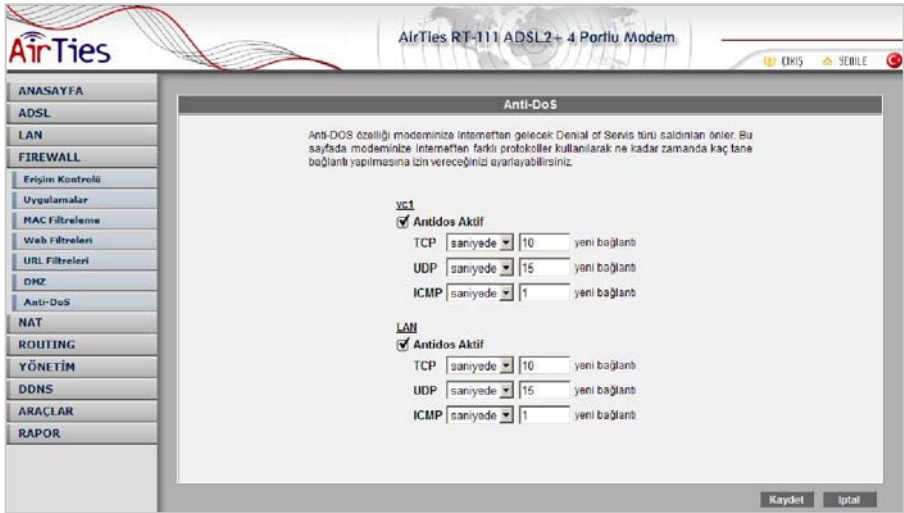 AirTies
AirTies RT-111 ADSL2+ 4 Portlu Modem
ÇIKIŞ YENİLE
ANASAYFA
ADSL
LAN
FIREWALL
Erişim Kontrolü
Uygulamalar
MAC Filtreleme
Web Filtreleri
URL Filtreleri
DMZ
Anti-DoS
NAT
ROUTING
YÖNETİM
DDNS
ARAÇLAR
RAPOR
Anti-DoS
Anti-DOS özelliği modeminize Internetten gelecek Denial of Servis türü saldırıları önler. Bu
sayfada modeminize Internetten farklı protokoller kullanılarak ne kadar zamanda kaç tane
bağlantı yapılmasına izin vereceğinizi ayarlayabilirsiniz.
vc1
Antidos Aktif
TCP saniyede 10 yeni bağlantı
UDP saniyede 15 yeni bağlantı
ICMP saniyede 1 yeni bağlantı
LAN
Antidos Aktif
TCP saniyede 10 yeni bağlantı
UDP saniyede 15 yeni bağlantı
ICMP saniyede 1 yeni bağlantı
Kaydet İptal